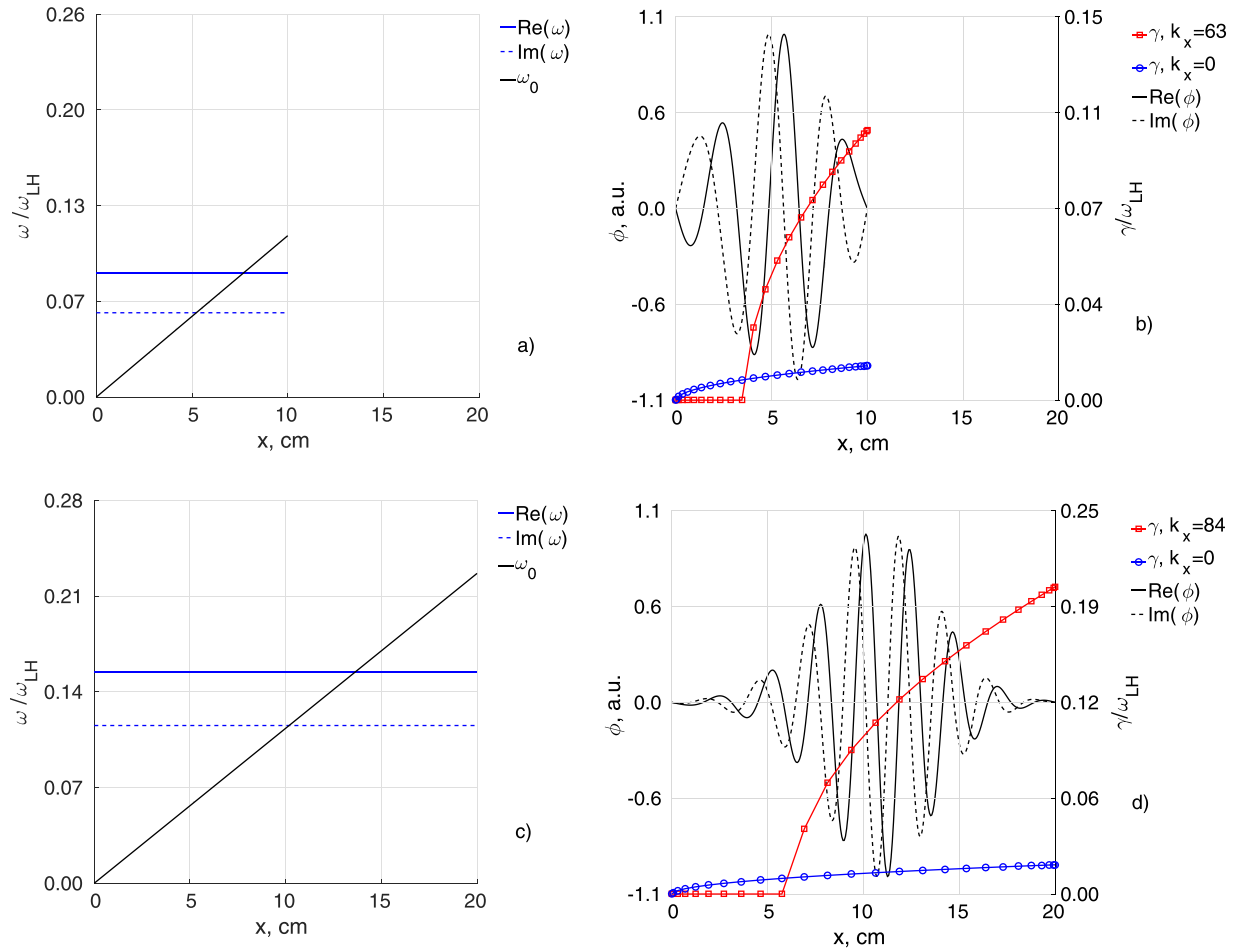 a)
Re(ω)
Im(ω)
ω0
ω/ωLH
0.26
0.20
0.13
0.07
0.00
0 5 10 15 20
x, cm
b)
γ, kx=63
γ, kx=0
Re(ϕ)
Im(ϕ)
ϕ, a.u.
1.1
0.6
0.0
-0.6
-1.1
γ/ωLH
0.15
0.11
0.07
0.04
0.00
0 5 10 15 20
x, cm
c)
Re(ω)
Im(ω)
ω0
ω/ωLH
0.28
0.21
0.14
0.07
0.00
0 5 10 15 20
x, cm
d)
γ, kx=84
γ, kx=0
Re(ϕ)
Im(ϕ)
ϕ, a.u.
1.1
0.6
0.0
-0.6
-1.1
γ/ωLH
0.25
0.19
0.12
0.06
0.00
0 5 10 15 20
x, cm